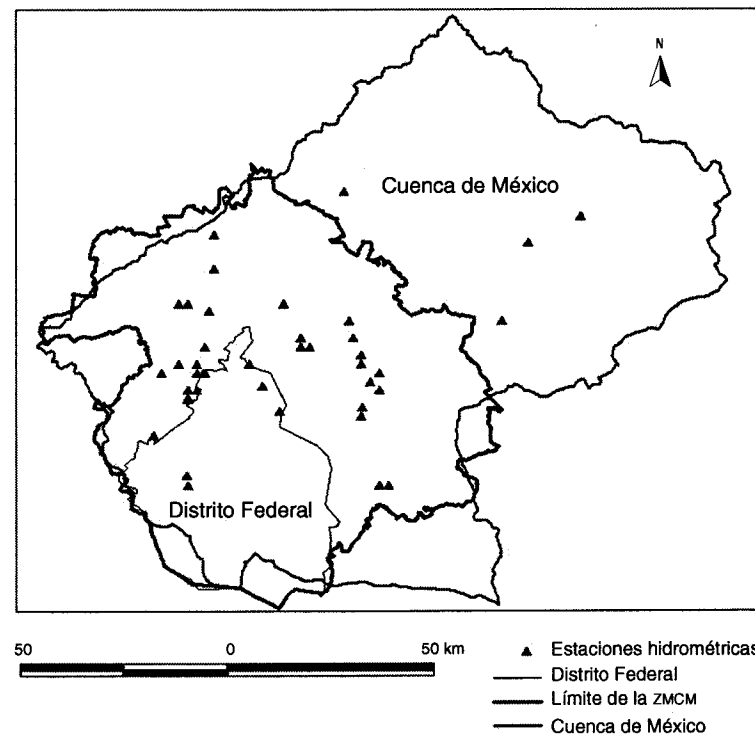 N
Cuenca de México
Distrito Federal
50 0 50 km
Estaciones hidrométricas
Distrito Federal
Límite de la ZMCM
Cuenca de México